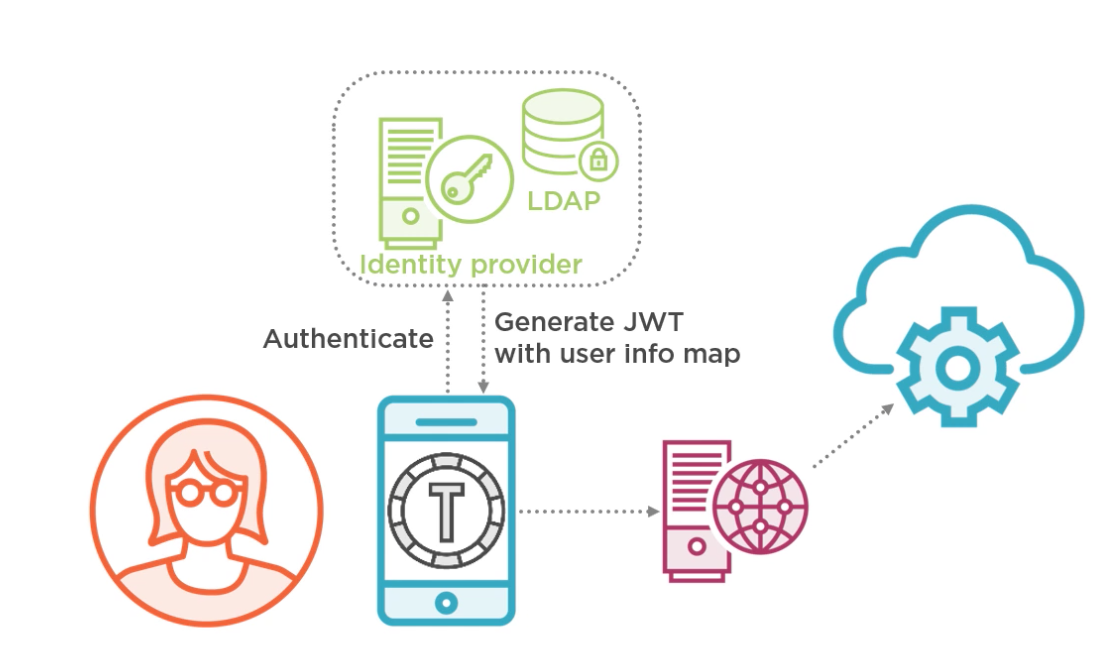 LDAP
Identity provider
Authenticate
Generate JWT
with user info map
T